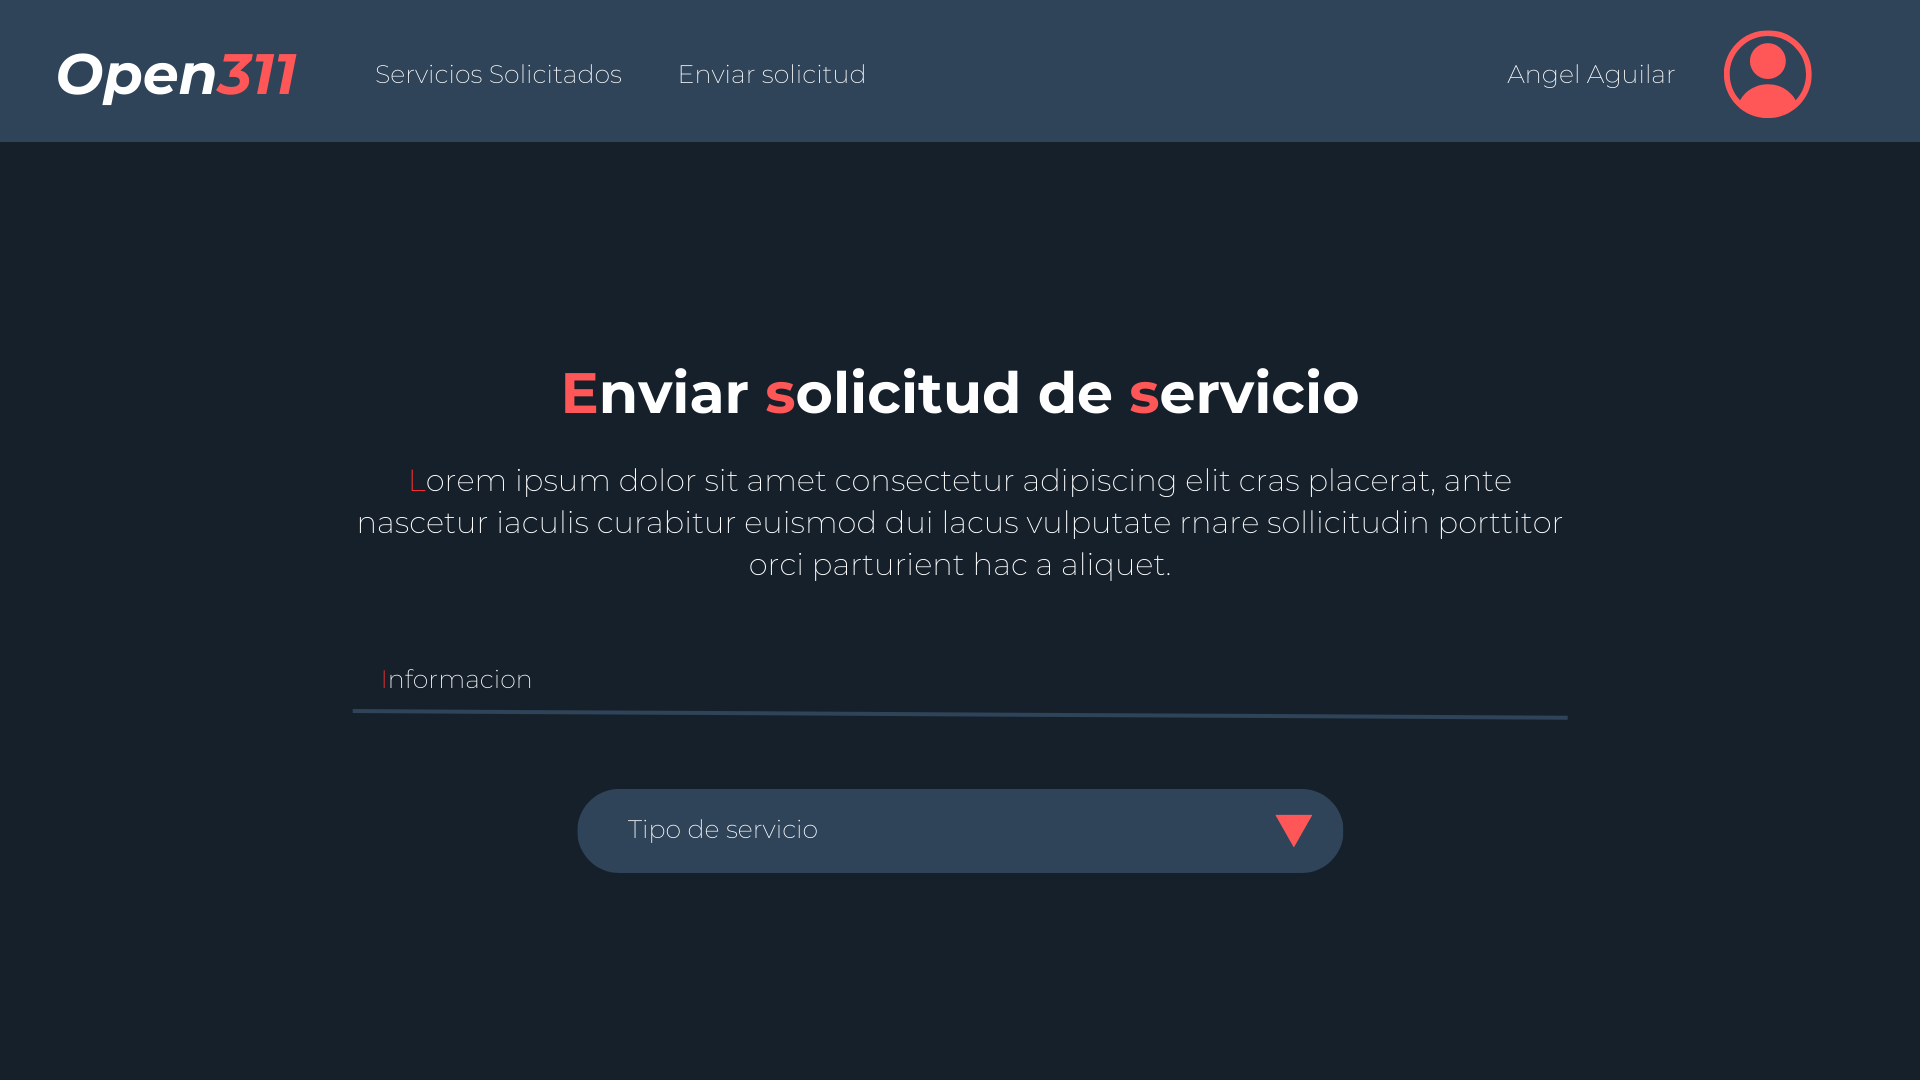 Open311
Servicios Solicitados
Enviar solicitud
Angel Aguilar
Enviar solicitud de servicio
Lorem ipsum dolor sit amet consectetur adipiscing elit cras placerat, ante
nascetur iaculis curabitur euismod dui lacus vulputate rnare sollicitudin porttitor
orci parturient hac a aliquet.
Informacion
Tipo de servicio